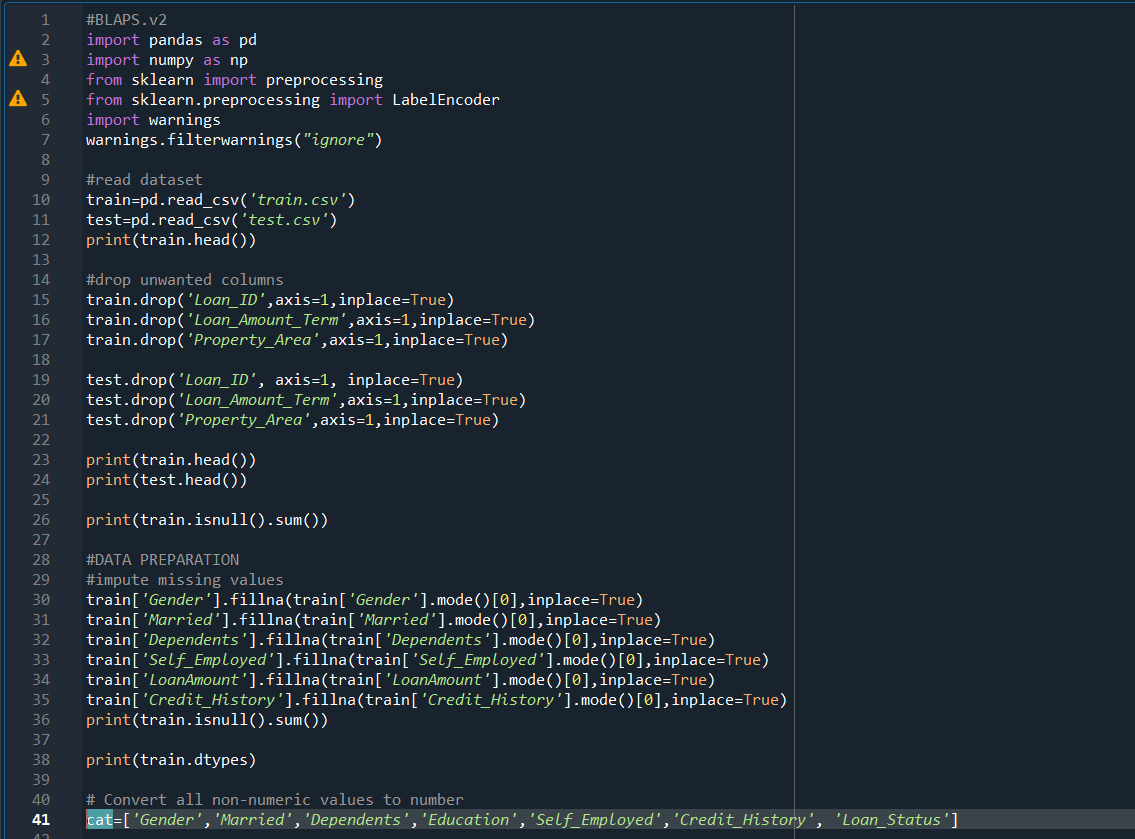 1 #BLAPS.v2
2 import pandas as pd
3 import numpy as np
4 from sklearn import preprocessing
5 from sklearn.preprocessing import LabelEncoder
6 import warnings
7 warnings.filterwarnings("ignore")
8
9 #read dataset
10 train=pd.read_csv('train.csv')
11 test=pd.read_csv('test.csv')
12 print(train.head())
13
14 #drop unwanted columns
15 train.drop('Loan_ID',axis=1,inplace=True)
16 train.drop('Loan_Amount_Term',axis=1,inplace=True)
17 train.drop('Property_Area',axis=1,inplace=True)
18
19 test.drop('Loan_ID', axis=1, inplace=True)
20 test.drop('Loan_Amount_Term',axis=1,inplace=True)
21 test.drop('Property_Area',axis=1,inplace=True)
22
23 print(train.head())
24 print(test.head())
25
26 print(train.isnull().sum())
27
28 #DATA PREPARATION
29 #impute missing values
30 train['Gender'].fillna(train['Gender'].mode()[0],inplace=True)
31 train['Married'].fillna(train['Married'].mode()[0],inplace=True)
32 train['Dependents'].fillna(train['Dependents'].mode()[0],inplace=True)
33 train['Self_Employed'].fillna(train['Self_Employed'].mode()[0],inplace=True)
34 train['LoanAmount'].fillna(train['LoanAmount'].mode()[0],inplace=True)
35 train['Credit_History'].fillna(train['Credit_History'].mode()[0],inplace=True)
36 print(train.isnull().sum())
37
38 print(train.dtypes)
39
40 # Convert all non-numeric values to number
41 cat=['Gender','Married','Dependents','Education','Self_Employed','Credit_History', 'Loan_Status']